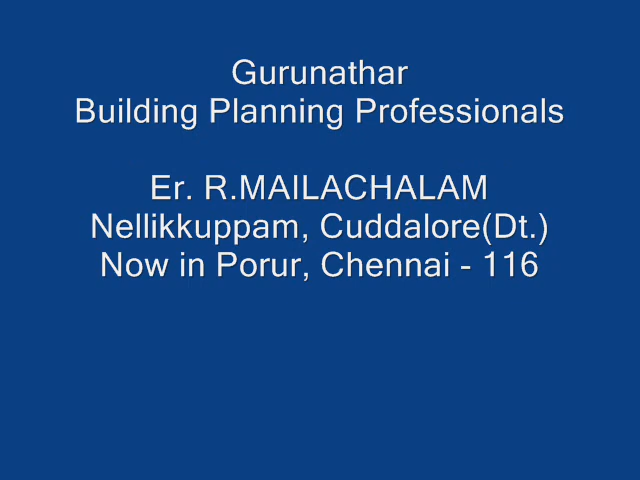 Gurunathar
Building Planning Professionals
Er. R.MAILACHALAM
Nellikkuppam, Cuddalore(Dt.)
Now in Porur, Chennai - 116